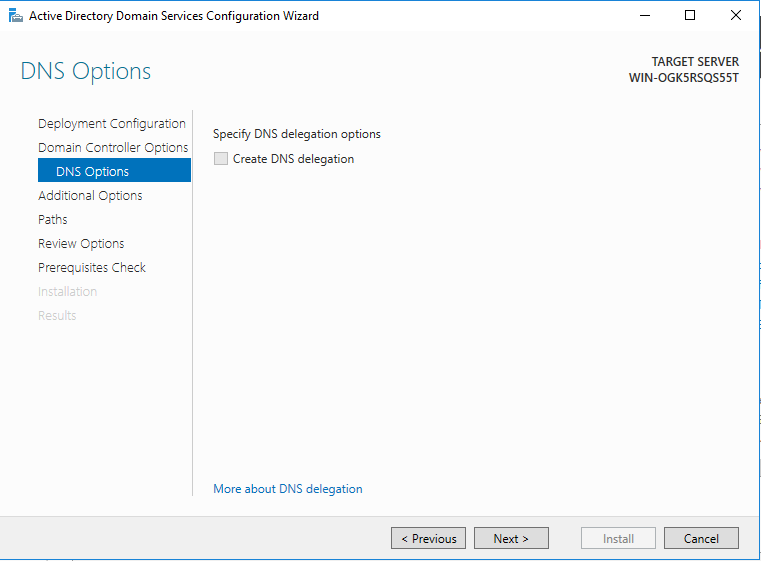 Active Directory Domain Services Configuration Wizard
DNS Options
TARGET SERVER
WIN-OGK5RSQS55T
Deployment Configuration
Domain Controller Options
DNS Options
Additional Options
Paths
Review Options
Prerequisites Check
Installation
Results
Specify DNS delegation options
Create DNS delegation
More about DNS delegation
< Previous
Next >
Install
Cancel